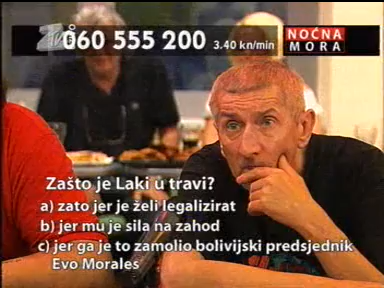 060 555 200 3.40 kn/min
NOĆNA
MORA
Zašto je Laki u travi?
a) zato jer je želi legalizirat
b) jer mu je sila na zahod
c) jer ga je to zamolio bolivijski predsjednik
Evo Morales